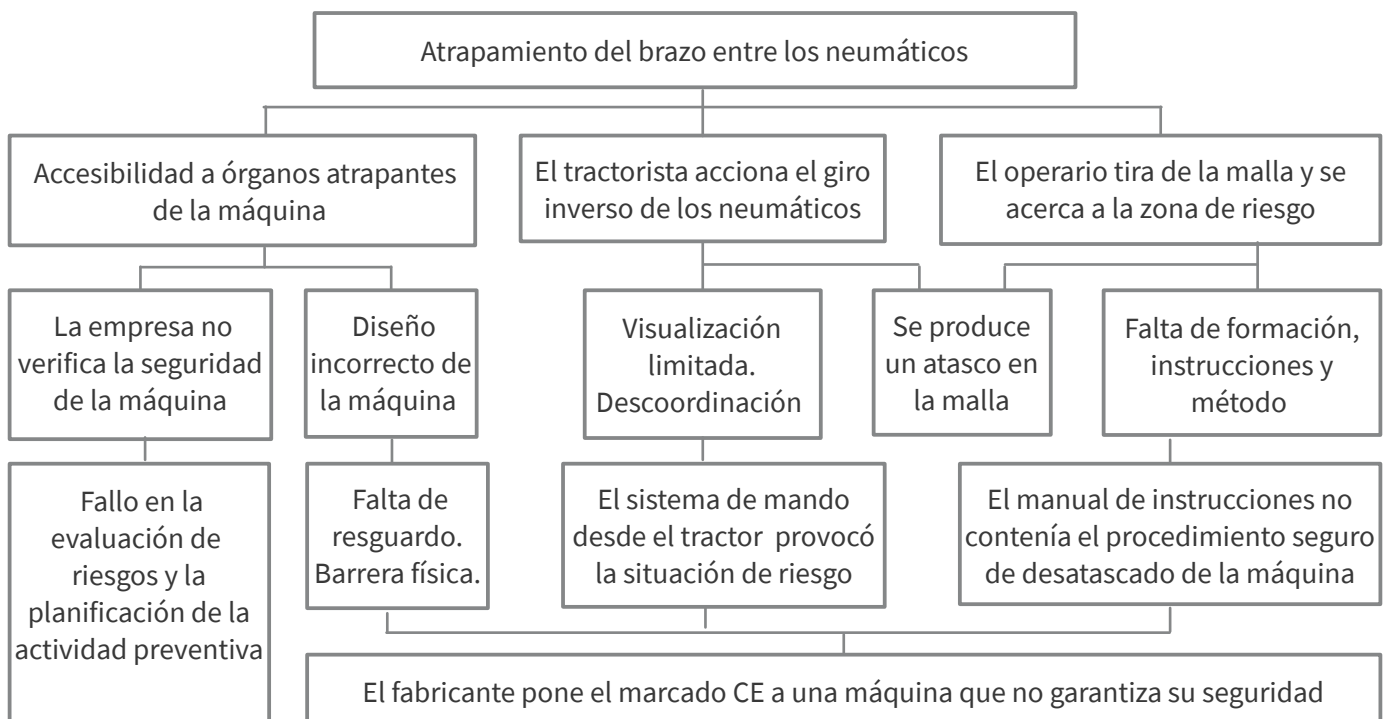 Atrapamiento del brazo entre los neumáticos
Accesibilidad a órganos atrapantes
de la máquina
El tractorista acciona el giro
inverso de los neumáticos
El operario tira de la malla y se
acerca a la zona de riesgo
La empresa no
verifica la seguridad
de la máquina
Diseño
incorrecto de
la máquina
Visualización
limitada.
Descoordinación
Se produce
un atasco en
la malla
Falta de formación,
instrucciones y
método
Fallo en la
evaluación de
riesgos y la
planificación de la
actividad preventiva
Falta de
resguardo.
Barrera física.
El sistema de mando
desde el tractor provocó
la situación de riesgo
El manual de instrucciones no
contenía el procedimiento seguro
de desatascado de la máquina
El fabricante pone el marcado CE a una máquina que no garantiza su seguridad